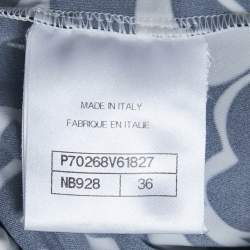 MADE IN ITALY
FABRIQUE EN ITALIE
P70268V61827
NB928 36